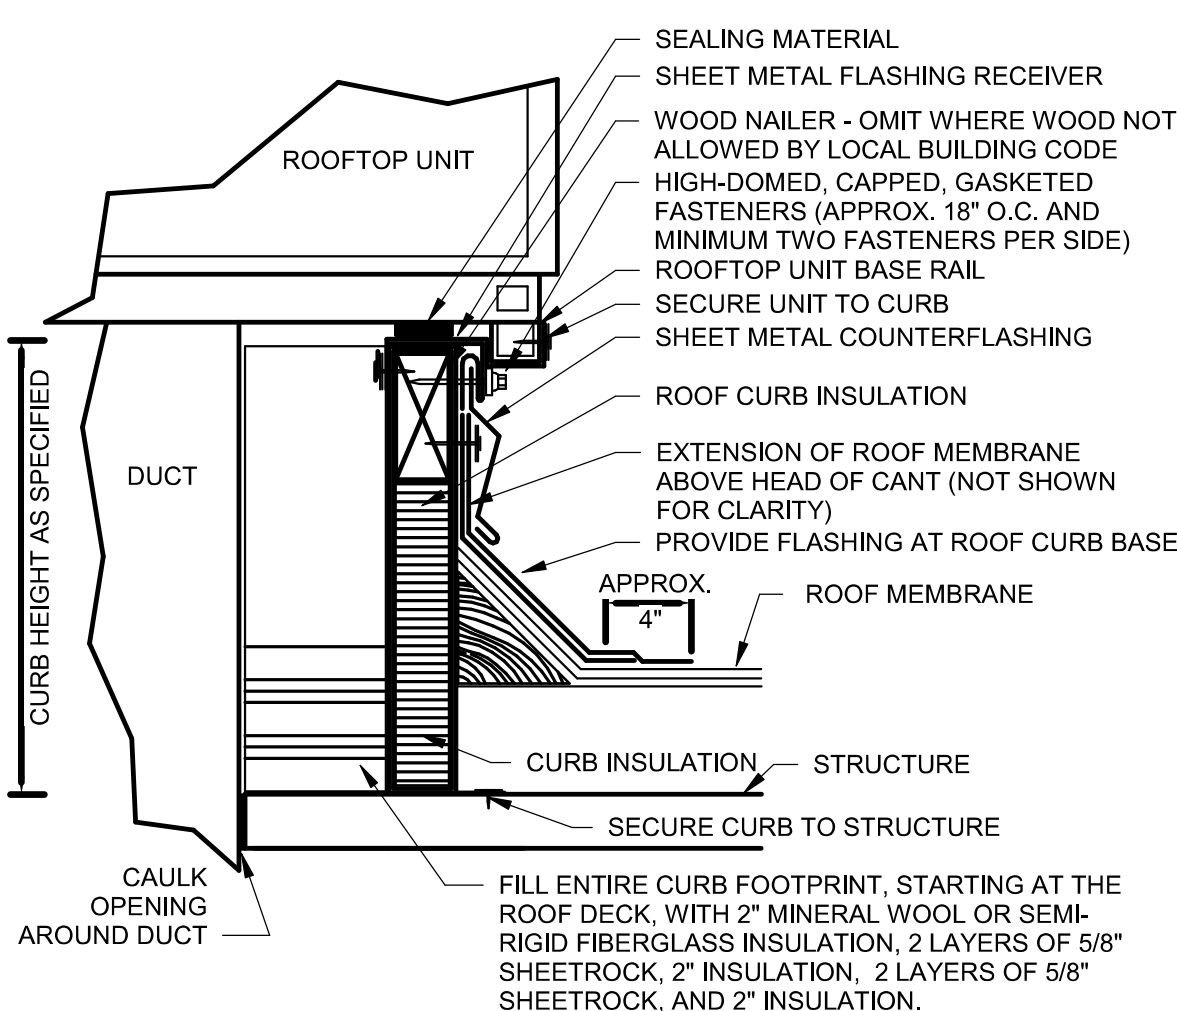 SEALING MATERIAL
SHEET METAL FLASHING RECEIVER
WOOD NAILER - OMIT WHERE WOOD NOT
ALLOWED BY LOCAL BUILDING CODE
ROOFTOP UNIT
HIGH-DOMED, CAPPED, GASKETED
FASTENERS (APPROX. 18" O.C. AND
MINIMUM TWO FASTENERS PER SIDE)
ROOFTOP UNIT BASE RAIL
SECURE UNIT TO CURB
SHEET METAL COUNTERFLASHING
ROOF CURB INSULATION
CURB HEIGHT AS SPECIFIED
DUCT
EXTENSION OF ROOF MEMBRANE
ABOVE HEAD OF CANT (NOT SHOWN
FOR CLARITY)
PROVIDE FLASHING AT ROOF CURB BASE
APPROX.
4"
ROOF MEMBRANE
CURB INSULATION
STRUCTURE
SECURE CURB TO STRUCTURE
CAULK
OPENING
AROUND DUCT
FILL ENTIRE CURB FOOTPRINT, STARTING AT THE
ROOF DECK, WITH 2" MINERAL WOOL OR SEMI-
RIGID FIBERGLASS INSULATION, 2 LAYERS OF 5/8"
SHEETROCK, 2" INSULATION, 2 LAYERS OF 5/8"
SHEETROCK, AND 2" INSULATION.